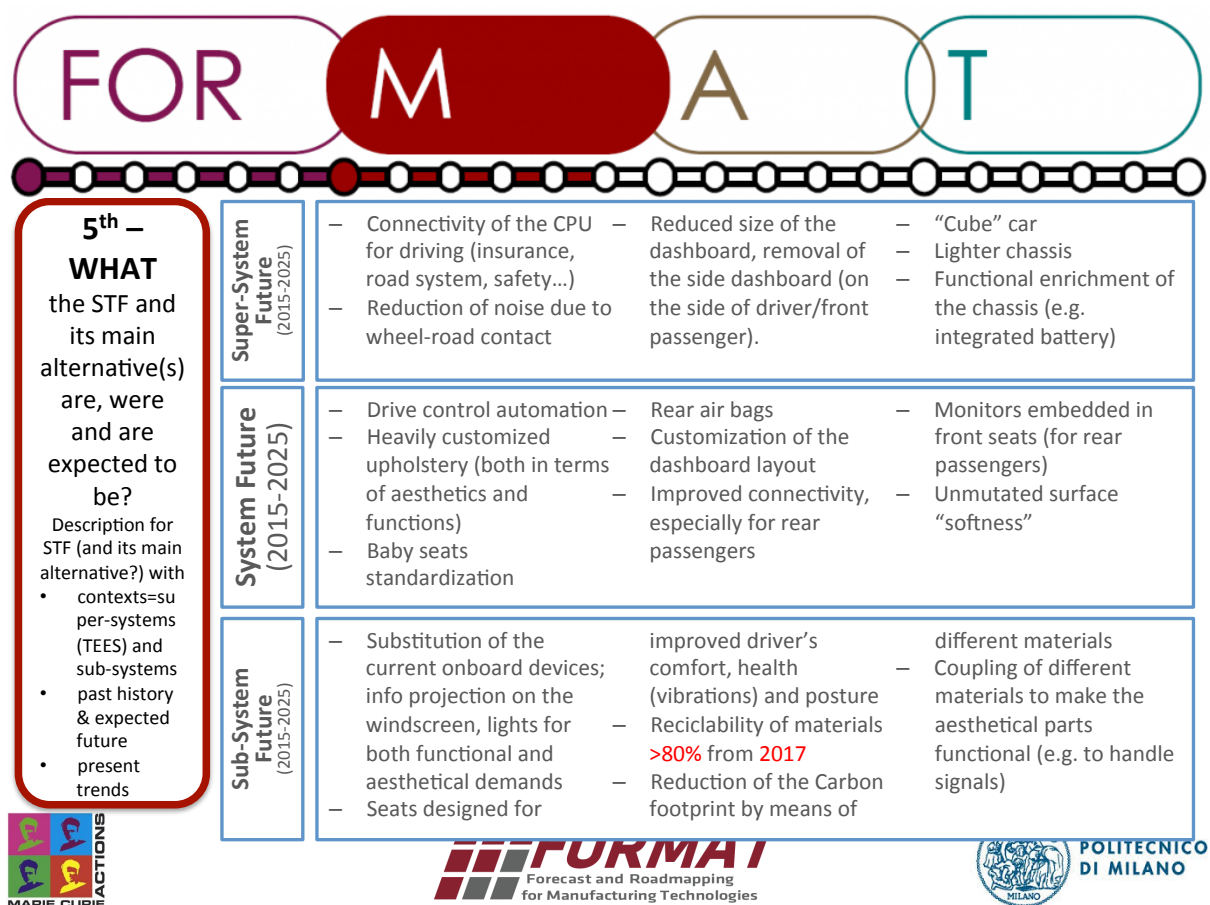 FOR
M
A
T
5th –
WHAT
the STF and
its main
alternative(s)
are, were
and are
expected to
be?
Description for
STF (and its main
alternative?) with
• contexts=su
per-systems
(TEES) and
sub-systems
• past history
& expected
future
• present
trends
Super-System
Future
(2015-2025)
– Connectivity of the CPU
for driving (insurance,
road system, safety…)
– Reduction of noise due to
wheel-road contact
– Reduced size of the
dashboard, removal of
the side dashboard (on
the side of driver/front
passenger).
– “Cube” car
– Lighter chassis
– Functional enrichment of
the chassis (e.g.
integrated battery)
System Future
(2015-2025)
– Drive control automation
– Heavily customized
upholstery (both in terms
of aesthetics and
functions)
– Baby seats
standardization
– Rear air bags
– Customization of the
dashboard layout
– Improved connectivity,
especially for rear
passengers
– Monitors embedded in
front seats (for rear
passengers)
– Unmutated surface
“softness”
Sub-System
Future
(2015-2025)
– Substitution of the
current onboard devices;
info projection on the
windscreen, lights for
both functional and
aesthetical demands
– Seats designed for
improved driver’s
comfort, health
(vibrations) and posture
– Reciclability of materials
>80% from 2017
– Reduction of the Carbon
footprint by means of
different materials
– Coupling of different
materials to make the
aesthetical parts
functional (e.g. to handle
signals)
MARIE CURIE
ACTIONS
FORMAT
Forecast and Roadmapping
for Manufacturing Technologies
MILANO
POLITECNICO
DI MILANO